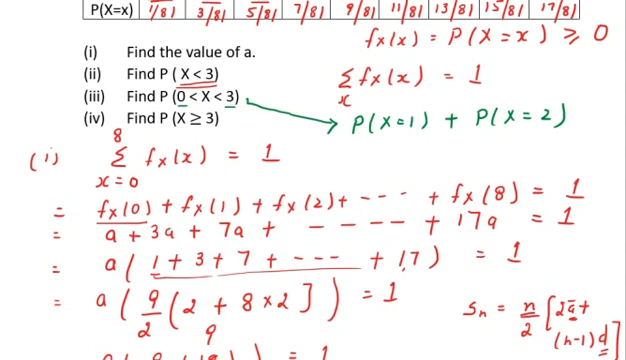 P(X=x) 1/81 3/81 5/81 7/81 9/81 11/81 13/81 15/81 17/81
fx(x) = P(X = x) ≥ 0
(i) Find the value of a.
(ii) Find P ( X < 3)
Σ fx(x) = 1
x
(iii) Find P (0 < X < 3)
P(X=1) + P(X=2)
(iv) Find P (X ≥ 3)
(i) 8 Σ fx(x) = 1
x=0
= fx(0) + fx(1) + fx(2) + ---- + fx(8) = 1
= a + 3a + 7a + ----- + 17a = 1
= a ( 1 + 3 + 7 + --- + 17 ) = 1
= a ( 9/2 ( 2 + 8 × 2 ] ) = 1
Sn = n/2 [ 2a + (n-1) d ]
9
= 1